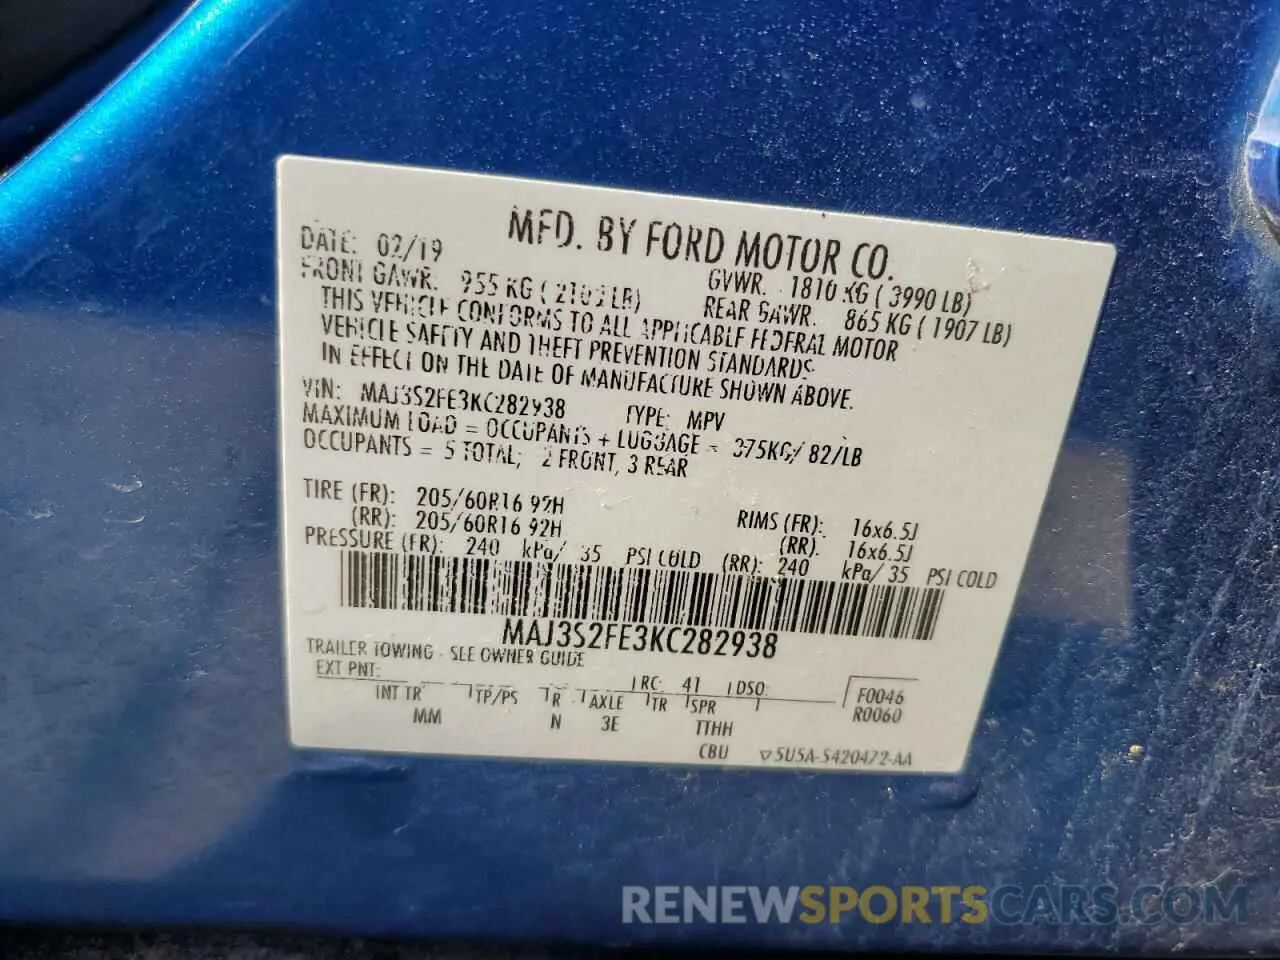 MFD. BY FORD MOTOR CO.
DATE: 02/19 GVWR. 1810 KG ( 3990 LB)
FRONT GAWR: 955 KG ( LB) REAR GAWR. 865 KG ( 1907 LB)
THIS VEHICLE CONFORMS TO ALL APPLICABLE FEDERAL MOTOR
VEHICLE SAFETY AND THEFT PREVENTION STANDARDS
IN EFFECT ON THE DATE OF MANUFACTURE SHOWN ABOVE.
VIN: MAJ3S2FE3KC282938 TYPE: MPV
MAXIMUM LOAD = OCCUPANTS + LUGGAGE =
OCCUPANTS = 5 TOTAL; 2 FRONT, 3 REAR
TIRE (FR): 205/60R16 92H RIMS (FR): 16x6.5J
(RR): 205/60R16 92H (RR). 16x6.5J
PRESSURE (FR): 240 kPa/ 35 PSI COLD (RR): 240 kPa/ 35 PSI COLD
MAJ3S2FE3KC282938
TRAILER TOWING - SEE OWNER GUIDE
EXT PNT: RC: 41 DSO: F0046
INT TR TP/PS R AXLE TR SPR R0060
MM N 3E TTHH
CBU 5U5A-5420472-AA
RENEWSPORTSCARS.COM